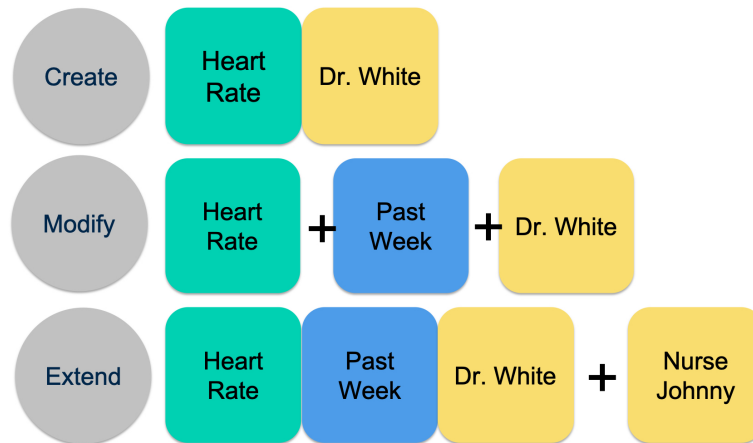 Create
Heart
Rate
Dr. White
Modify
Heart
Rate
+
Past
Week
+
Dr. White
Extend
Heart
Rate
Past
Week
Dr. White
+
Nurse
Johnny